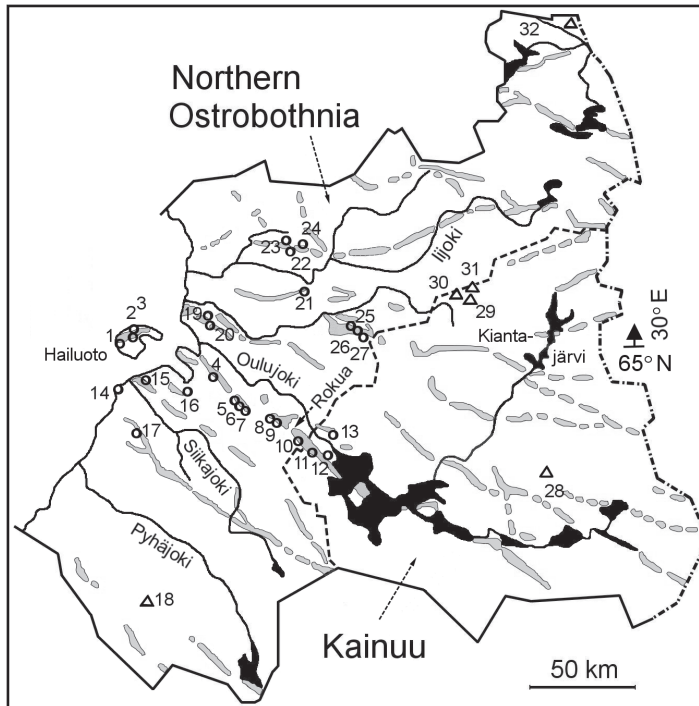 32
Northern
Ostrobothnia
24
23
22
Iijoki
21
31
30
29
3
2
1
Hailuoto
19
20
25
26
27
Kianta-
järvi
30° E
65° N
Oulujoki
Rokua
4
14
15
16
5
6
7
8
9
10
11
12
13
17
Siikajoki
28
Pyhäjoki
18
Kainuu
50 km